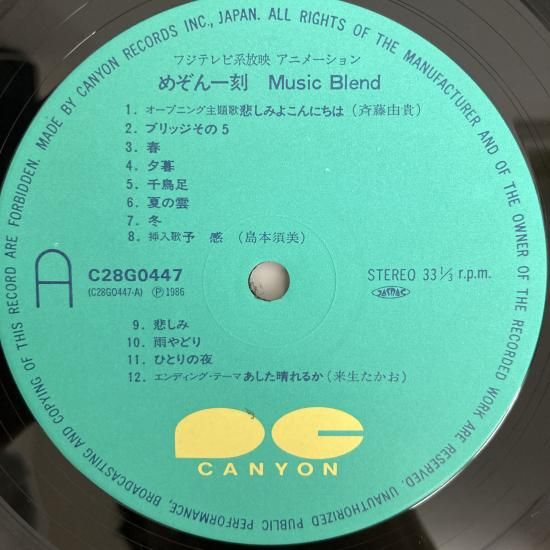 MADE BY CANYON RECORDS INC., JAPAN. ALL RIGHTS OF THE MANUFACTURER AND OF THE OWNER OF THE RECORDED WORK ARE RESERVED. UNAUTHORIZED PUBLIC PERFORMANCE, BROADCASTING AND COPYING OF THIS RECORD ARE FORBIDDEN.
フジテレビ系放映 アニメーション
めぞん一刻 Music Blend
1. オープニング主題歌 悲しみよこんにちは (斉藤由貴)
2. ブリッジその5
3. 春
4. 夕暮
5. 千鳥足
6. 夏の雲
7. 冬
8. 挿入歌 予感 (島本須美)
A
C28G0447
(C28G0447-A) Ⓟ 1986
STEREO 33 1/3 r.p.m.
9. 悲しみ
10. 雨やどり
11. ひとりの夜
12. エンディング・テーマ あした晴れるか (来生たかお)
CANYON